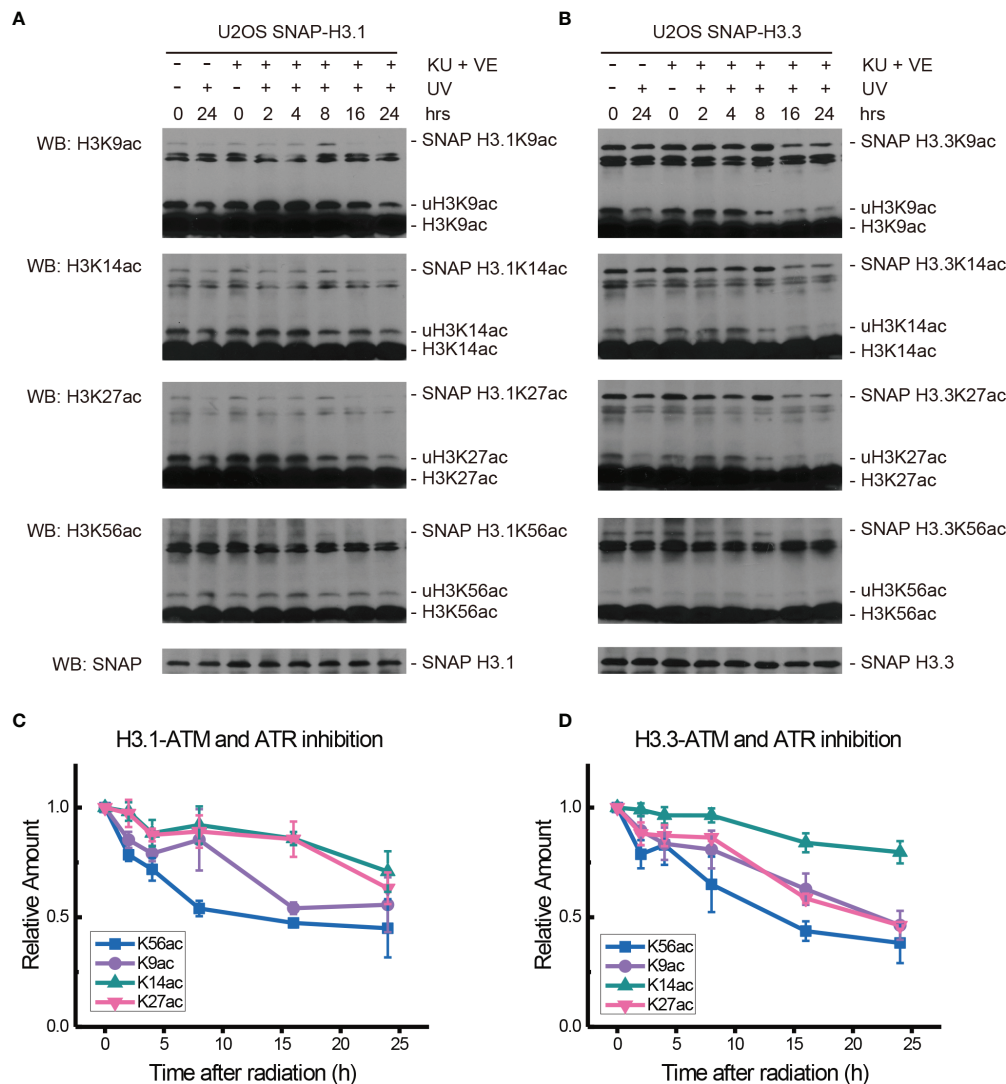 A
U2OS SNAP-H3.1
- - + + + + + + KU + VE
- + - + + + + + UV
0 24 0 2 4 8 16 24 hrs
WB: H3K9ac
- SNAP H3.1K9ac
- uH3K9ac
- H3K9ac
WB: H3K14ac
- SNAP H3.1K14ac
- uH3K14ac
- H3K14ac
WB: H3K27ac
- SNAP H3.1K27ac
- uH3K27ac
- H3K27ac
WB: H3K56ac
- SNAP H3.1K56ac
- uH3K56ac
- H3K56ac
WB: SNAP
- SNAP H3.1
B
U2OS SNAP-H3.3
- - + + + + + + KU + VE
- + - + + + + + UV
0 24 0 2 4 8 16 24 hrs
- SNAP H3.3K9ac
- uH3K9ac
- H3K9ac
- SNAP H3.3K14ac
- uH3K14ac
- H3K14ac
- SNAP H3.3K27ac
- uH3K27ac
- H3K27ac
- SNAP H3.3K56ac
- uH3K56ac
- H3K56ac
- SNAP H3.3
C
H3.1-ATM and ATR inhibition
Relative Amount
1.0
0.5
0.0
K56ac
K9ac
K14ac
K27ac
0 5 10 15 20 25
Time after radiation (h)
D
H3.3-ATM and ATR inhibition
Relative Amount
1.0
0.5
0.0
K56ac
K9ac
K14ac
K27ac
0 5 10 15 20 25
Time after radiation (h)